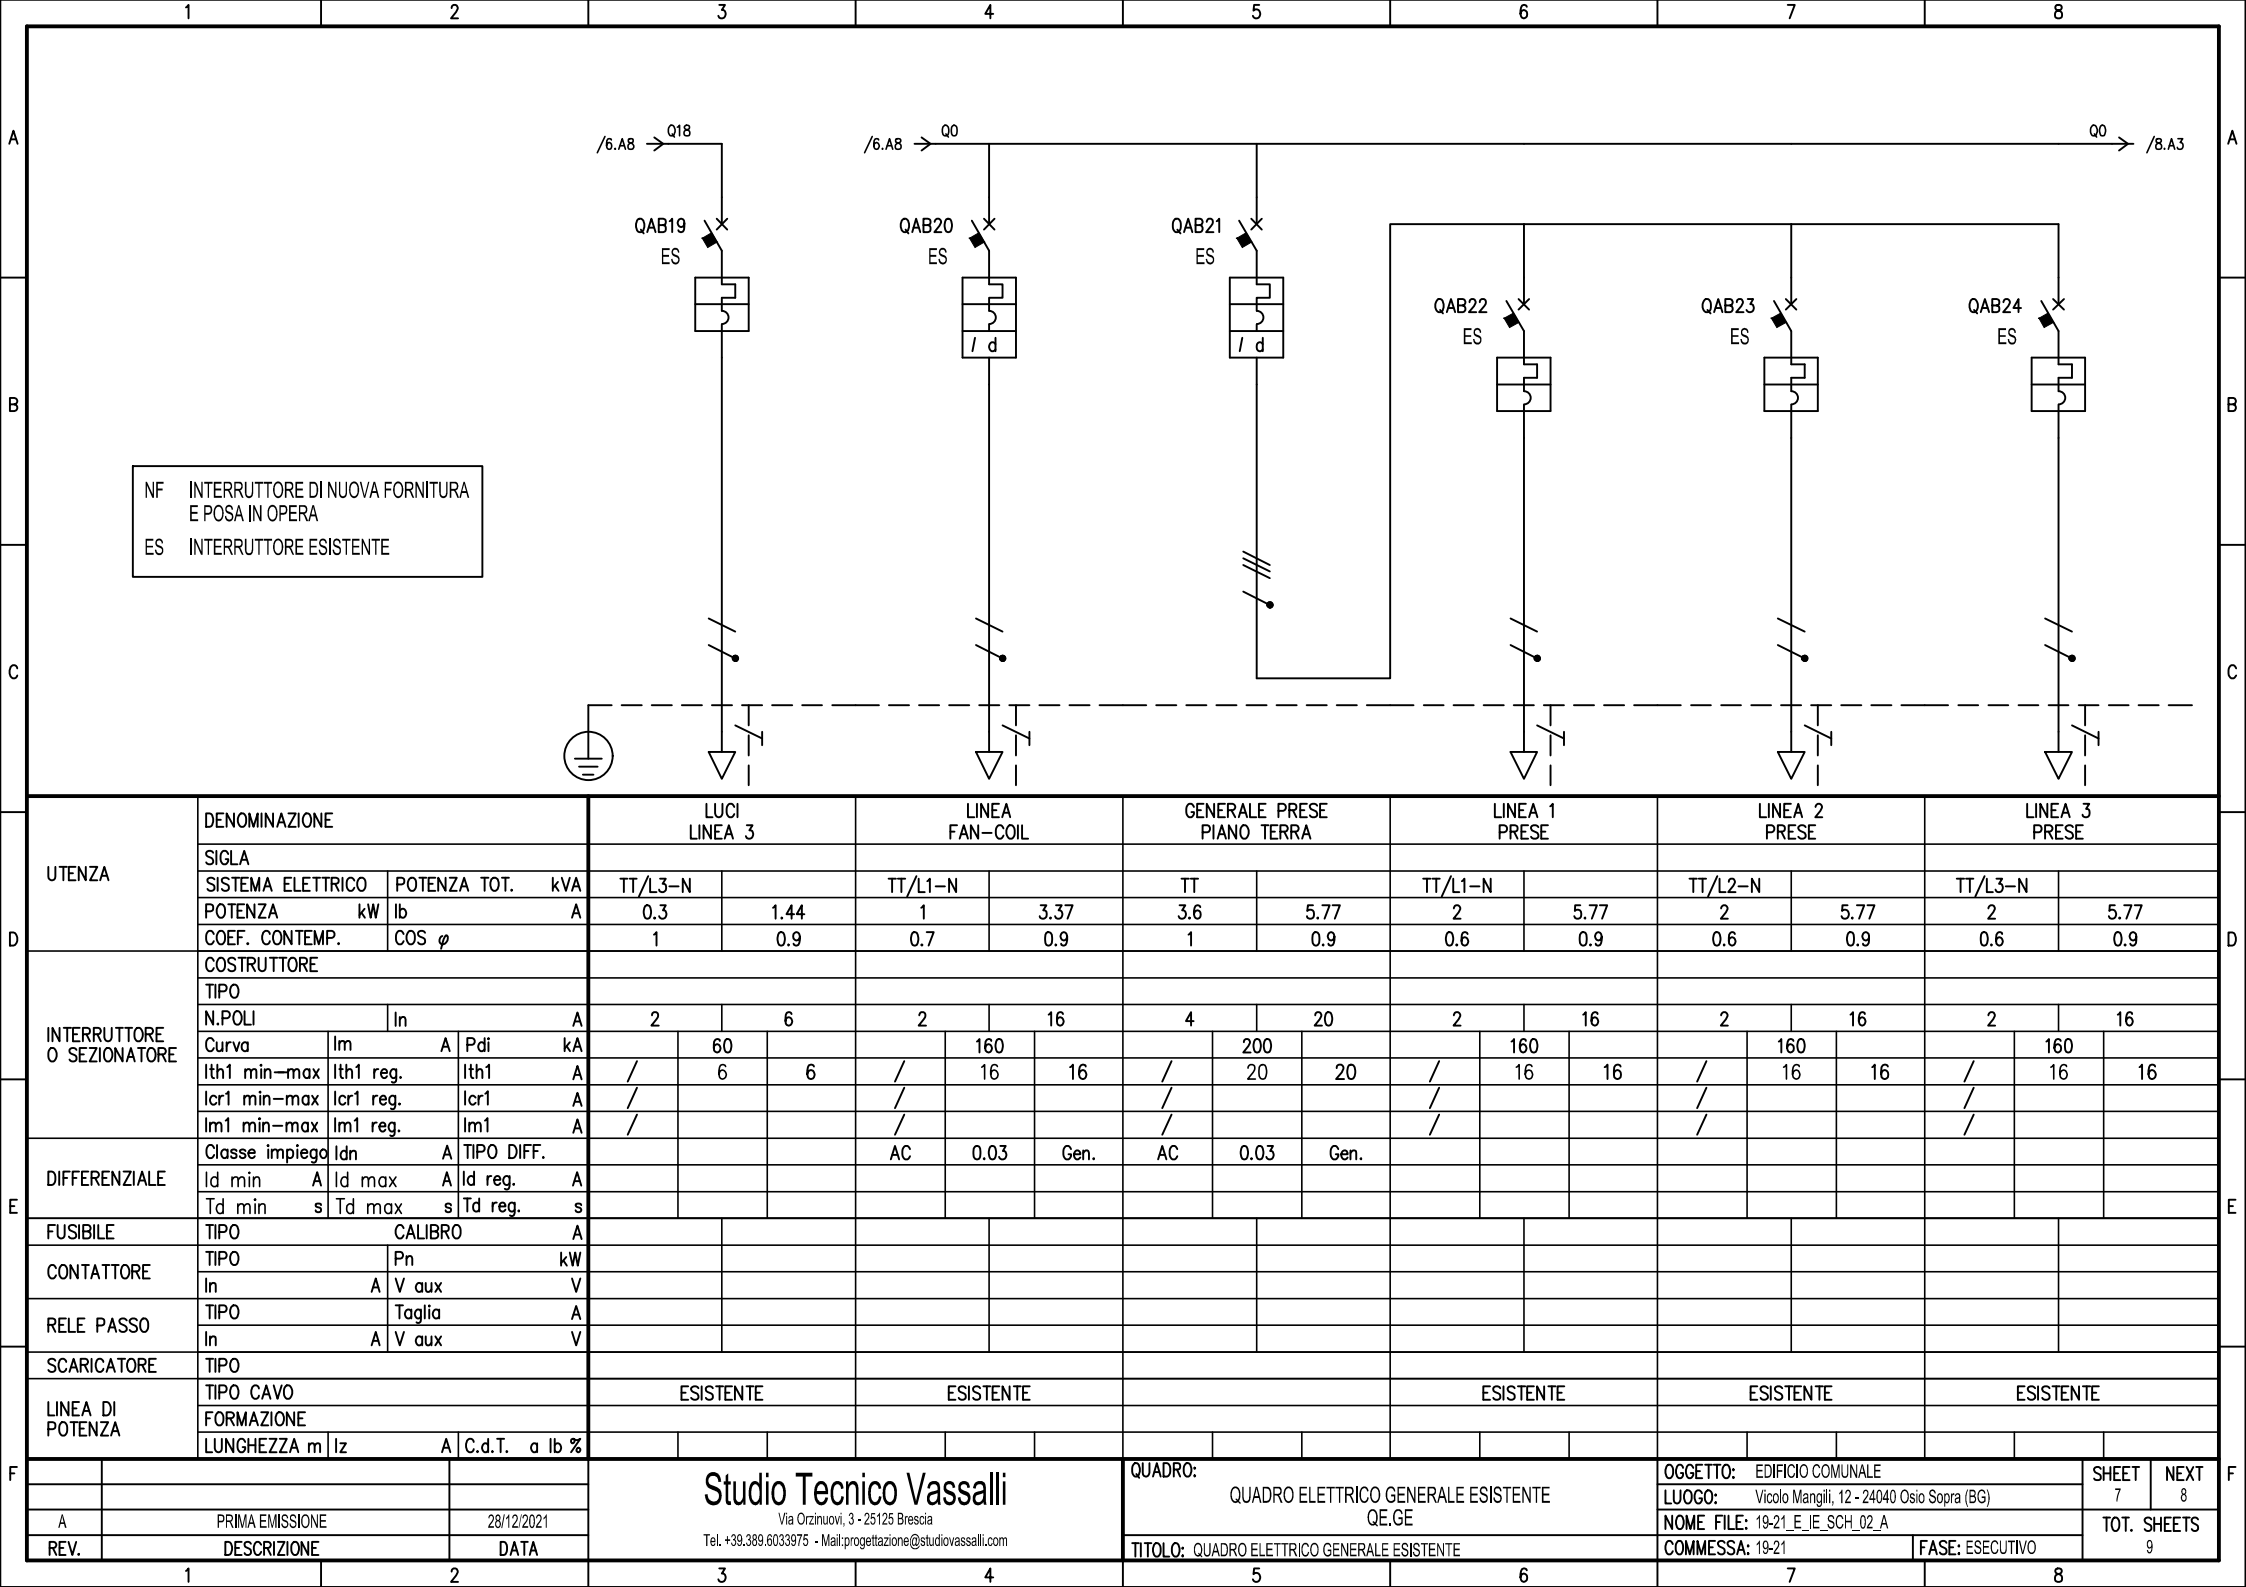 1 2 3 4 5 6 7 8
A A
B B
C C
D D
E E
F F
/6.A8 Q18
/6.A8 Q0
Q0 /8.A3
QAB19
ES
QAB20
ES
QAB21
ES
QAB22
ES
QAB23
ES
QAB24
ES
I d
I d
NF INTERRUTTORE DI NUOVA FORNITURA
E POSA IN OPERA
ES INTERRUTTORE ESISTENTE
UTENZA
DENOMINAZIONE
LUCI
LINEA 3
LINEA
FAN-COIL
GENERALE PRESE
PIANO TERRA
LINEA 1
PRESE
LINEA 2
PRESE
LINEA 3
PRESE
SIGLA
SISTEMA ELETTRICO POTENZA TOT. kVA TT/L3-N TT/L1-N TT TT/L1-N TT/L2-N TT/L3-N
POTENZA kW Ib A 0.3 1.44 1 3.37 3.6 5.77 2 5.77 2 5.77 2 5.77
COEF. CONTEMP. COS φ 1 0.9 0.7 0.9 1 0.9 0.6 0.9 0.6 0.9 0.6 0.9
INTERRUTTORE
O SEZIONATORE
COSTRUTTORE
TIPO
N.POLI In A 2 6 2 16 4 20 2 16 2 16 2 16
Curva Im A Pdi kA 60 160 200 160 160 160
Ith1 min-max Ith1 reg. Ith1 A / 6 6 / 16 16 / 20 20 / 16 16 / 16 16 / 16 16
Icr1 min-max Icr1 reg. Icr1 A / / / / / /
Im1 min-max Im1 reg. Im1 A / / / / / /
DIFFERENZIALE
Classe impiego Idn A TIPO DIFF. AC 0.03 Gen. AC 0.03 Gen.
Id min A Id max A Id reg. A
Td min s Td max s Td reg. s
FUSIBILE TIPO CALIBRO A
CONTATTORE
TIPO Pn kW
In A V aux V
RELE PASSO
TIPO Taglia A
In A V aux V
SCARICATORE TIPO
LINEA DI
POTENZA
TIPO CAVO ESISTENTE ESISTENTE ESISTENTE ESISTENTE ESISTENTE
FORMAZIONE
LUNGHEZZA m Iz A C.d.T. a Ib %
A PRIMA EMISSIONE 28/12/2021
REV. DESCRIZIONE DATA
Studio Tecnico Vassalli
Via Orzinuovi, 3 - 25125 Brescia
Tel. +39.389.6033975 - Mail:progettazione@studiovassalli.com
QUADRO:
QUADRO ELETTRICO GENERALE ESISTENTE
QE.GE
TITOLO: QUADRO ELETTRICO GENERALE ESISTENTE
OGGETTO: EDIFICIO COMUNALE
LUOGO: Vicolo Mangili, 12 - 24040 Osio Sopra (BG)
NOME FILE: 19-21_E_IE_SCH_02_A
COMMESSA: 19-21 FASE: ESECUTIVO
SHEET NEXT
7 8
TOT. SHEETS
9
1 2 3 4 5 6 7 8